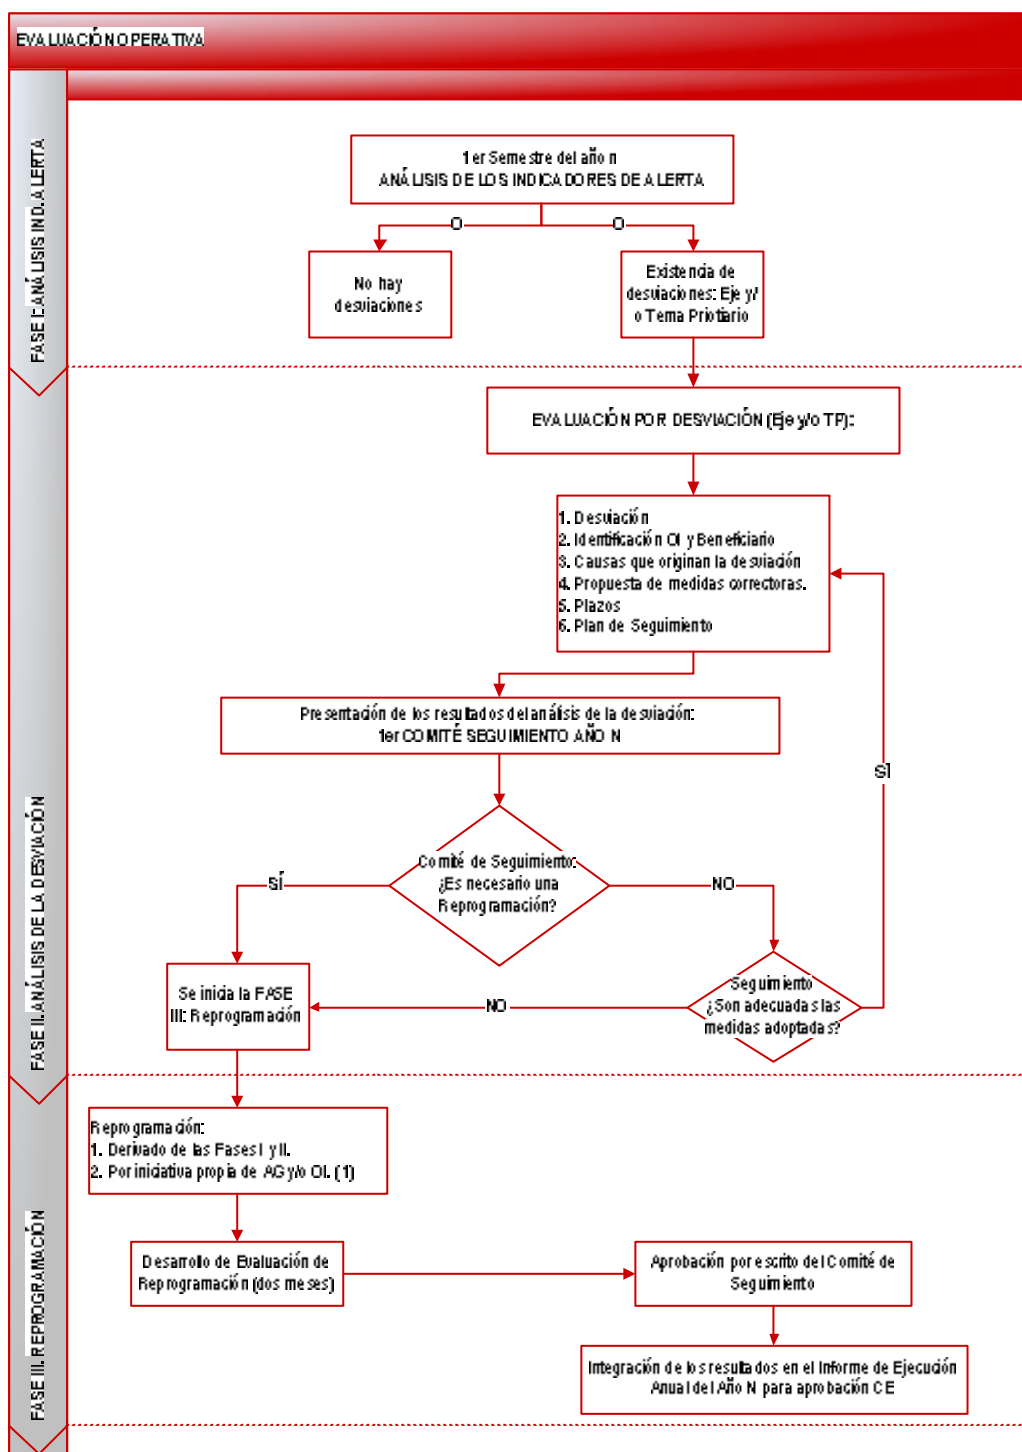 EVALUACIÓN OPERATIVA
FASE I: ANÁLISIS IND. ALERTA
1er Semestre del año n
ANÁLISIS DE LOS INDICADORES DE ALERTA
O
O
No hay
desviaciones
Existencia de
desviaciones: Eje y/
o Tema Priotiario
FASE II. ANÁLISIS DE LA DESVIACIÓN
EVALUACIÓN POR DESVIACIÓN (Eje y/o TP):
1. Desviación
2. Identificación OI y Beneficiario
3. Causas que originan la desviación
4. Propuesta de medidas correctoras.
5. Plazos
6. Plan de Seguimiento
Presentación de los resultados del análisis de la desviación:
1er COMITÉ SEGUIMIENTO AÑO N
SÍ
Comité de Seguimiento:
¿Es necesario una
Reprogramación?
SÍ
NO
Se inicia la FASE
III: Reprogramación
NO
Seguimiento
¿Son adecuadas las
medidas adoptadas?
FASE III. REPROGRAMACIÓN
Reprogramación:
1. Derivado de las Fases I y II.
2. Por iniciativa propia de AG y/o OI. (1)
Desarrollo de Evaluación de
Reprogramación (dos meses)
Aprobación por escrito del Comité de
Seguimiento
Integración de los resultados en el Informe de Ejecución
Anual del Año N para aprobación CE